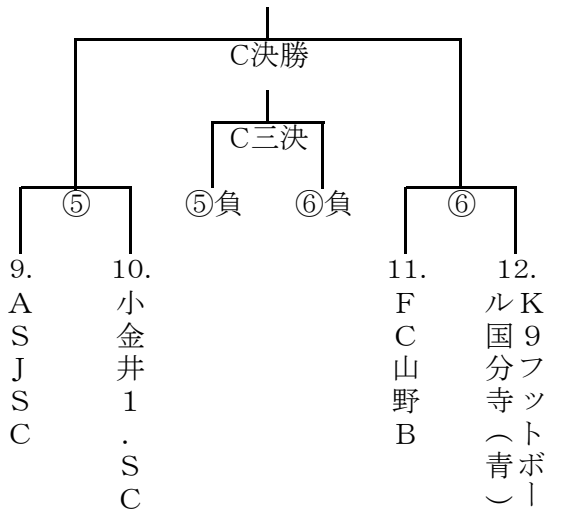 C決勝
C三決
⑤
⑤負
⑥負
⑥
9.
ASJSC
10.
小金井1.SC
11.
FC山野B
12.
K9フットボー
ル国分寺(青)